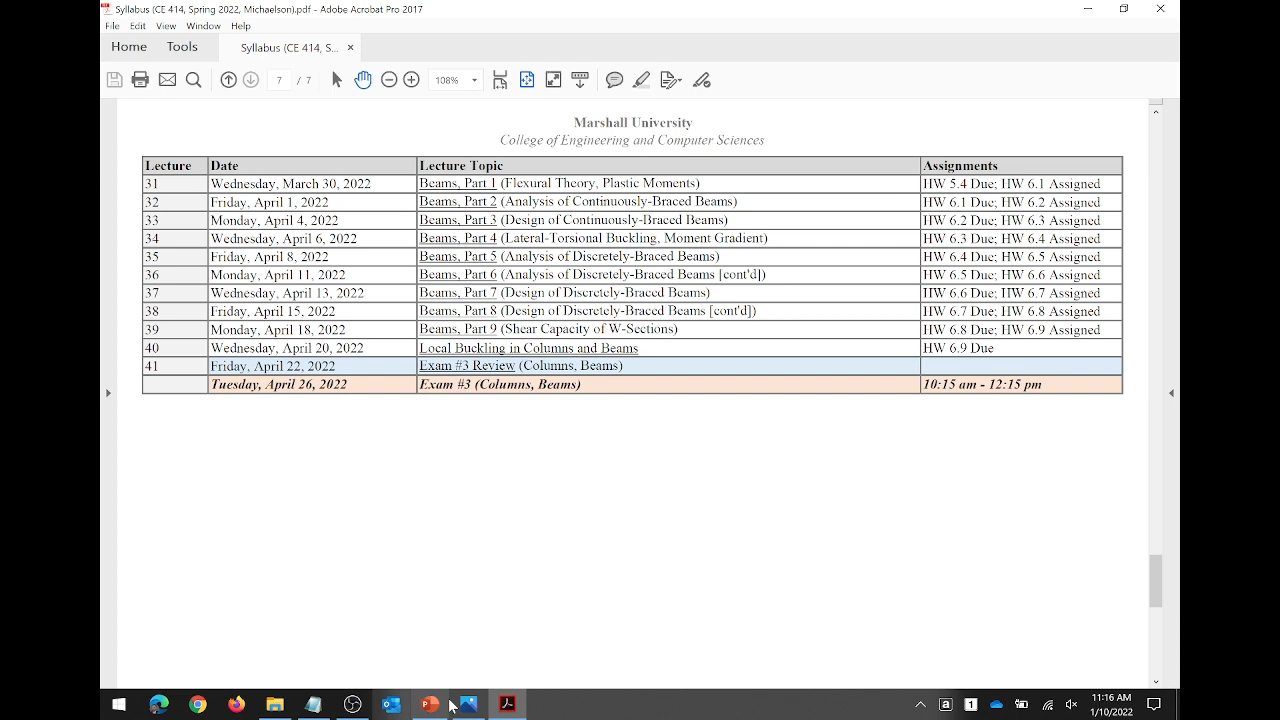 Syllabus (CE 414, Spring 2022, Michaelson).pdf - Adobe Acrobat Pro 2017
File Edit View Window Help
Home Tools Syllabus (CE 414, S... ×
7 / 7 108%
Marshall University
College of Engineering and Computer Sciences
Lecture Date Lecture Topic Assignments
31 Wednesday, March 30, 2022 Beams, Part 1 (Flexural Theory, Plastic Moments) HW 5.4 Due; HW 6.1 Assigned
32 Friday, April 1, 2022 Beams, Part 2 (Analysis of Continuously-Braced Beams) HW 6.1 Due; HW 6.2 Assigned
33 Monday, April 4, 2022 Beams, Part 3 (Design of Continuously-Braced Beams) HW 6.2 Due; HW 6.3 Assigned
34 Wednesday, April 6, 2022 Beams, Part 4 (Lateral-Torsional Buckling, Moment Gradient) HW 6.3 Due; HW 6.4 Assigned
35 Friday, April 8, 2022 Beams, Part 5 (Analysis of Discretely-Braced Beams) HW 6.4 Due; HW 6.5 Assigned
36 Monday, April 11, 2022 Beams, Part 6 (Analysis of Discretely-Braced Beams [cont'd]) HW 6.5 Due; HW 6.6 Assigned
37 Wednesday, April 13, 2022 Beams, Part 7 (Design of Discretely-Braced Beams) HW 6.6 Due; HW 6.7 Assigned
38 Friday, April 15, 2022 Beams, Part 8 (Design of Discretely-Braced Beams [cont'd]) HW 6.7 Due; HW 6.8 Assigned
39 Monday, April 18, 2022 Beams, Part 9 (Shear Capacity of W-Sections) HW 6.8 Due; HW 6.9 Assigned
40 Wednesday, April 20, 2022 Local Buckling in Columns and Beams HW 6.9 Due
41 Friday, April 22, 2022 Exam #3 Review (Columns, Beams)
Tuesday, April 26, 2022 Exam #3 (Columns, Beams) 10:15 am - 12:15 pm
11:16 AM
1/10/2022